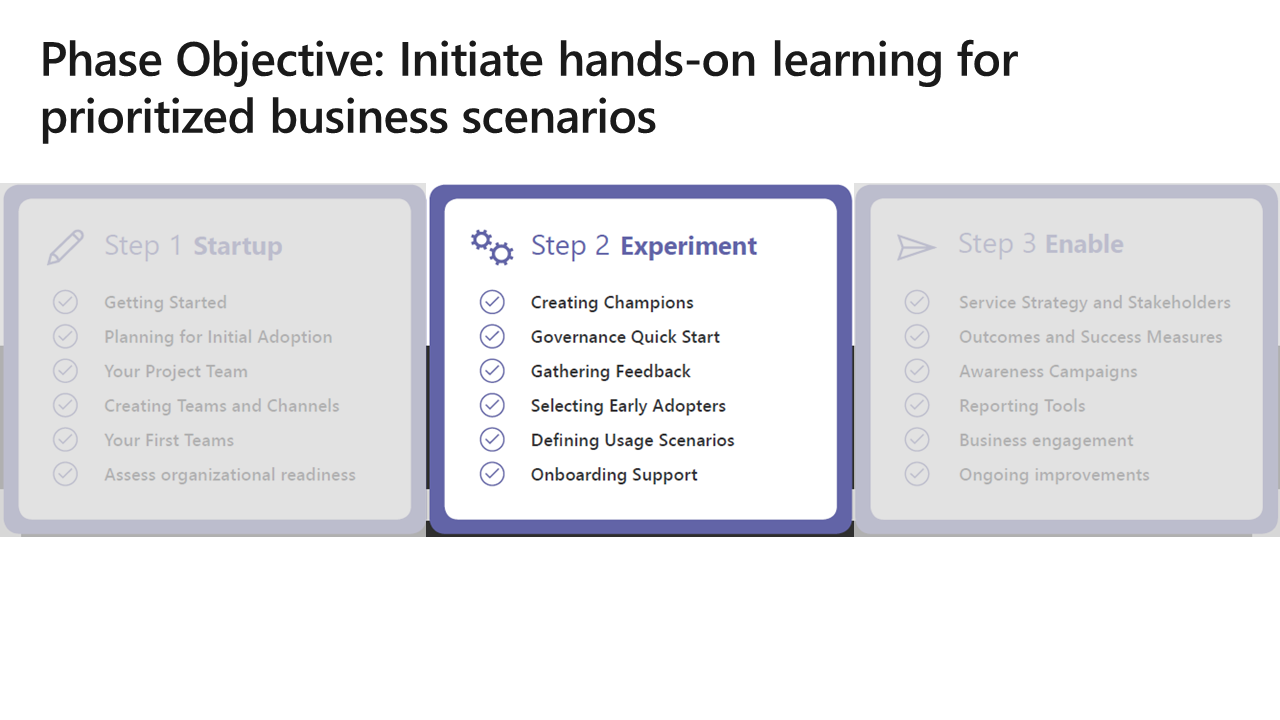 Phase Objective: Initiate hands-on learning for
prioritized business scenarios
Step 1 Startup
Getting Started
Planning for Initial Adoption
Your Project Team
Creating Teams and Channels
Your First Teams
Assess organizational readiness
Step 2 Experiment
Creating Champions
Governance Quick Start
Gathering Feedback
Selecting Early Adopters
Defining Usage Scenarios
Onboarding Support
Step 3 Enable
Service Strategy and Stakeholders
Outcomes and Success Measures
Awareness Campaigns
Reporting Tools
Business engagement
Ongoing improvements